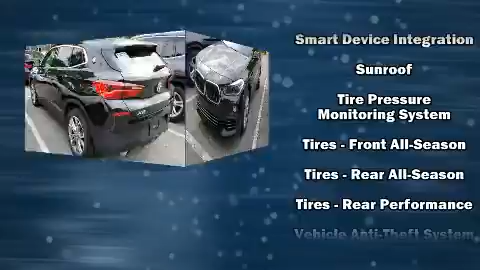 Smart Device Integration
Sunroof
Tire Pressure
Monitoring System
Tires - Front All-Season
Tires - Rear All-Season
Tires - Rear Performance
Vehicle Anti-Theft System